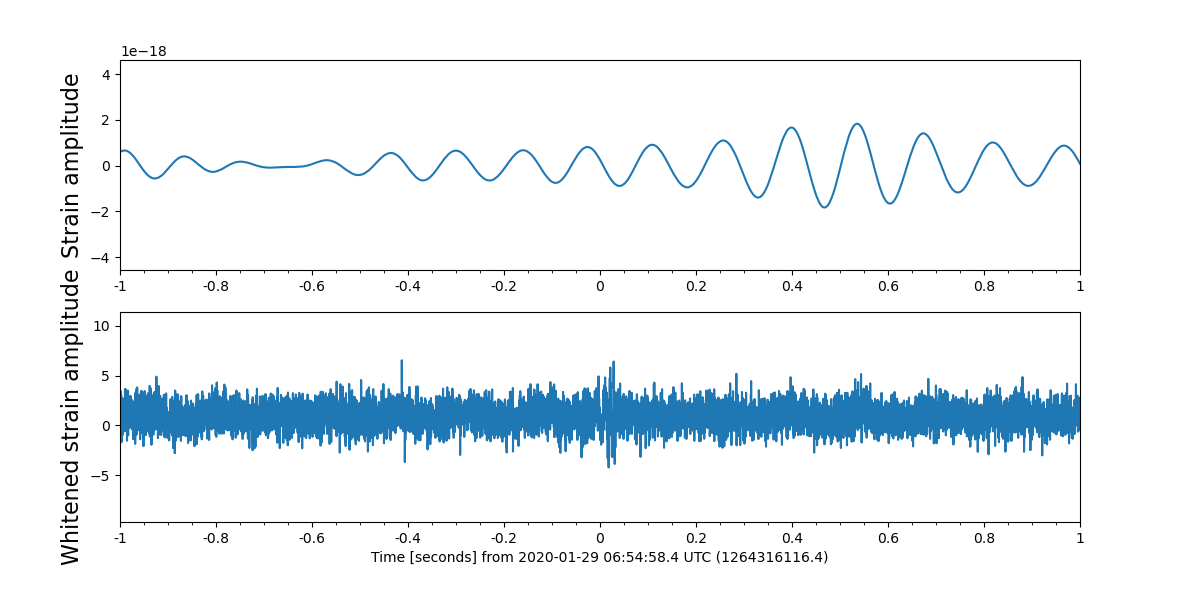 1e−18
Strain amplitude
4
2
0
−2
−4
-1 -0.8 -0.6 -0.4 -0.2 0 0.2 0.4 0.6 0.8 1
Whitened strain amplitude
10
5
0
−5
-1 -0.8 -0.6 -0.4 -0.2 0 0.2 0.4 0.6 0.8 1
Time [seconds] from 2020-01-29 06:54:58.4 UTC (1264316116.4)